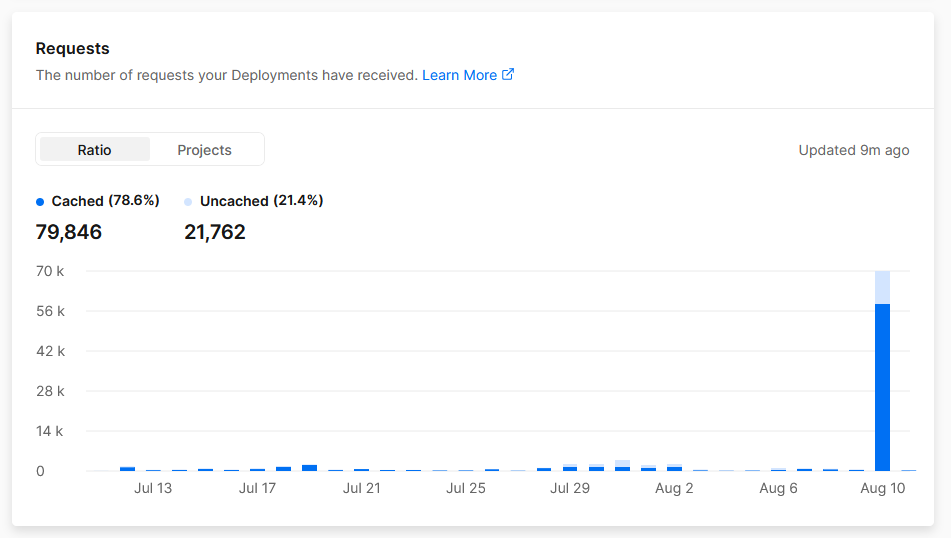 Requests
The number of requests your Deployments have received. Learn More
Ratio Projects Updated 9m ago
Cached (78.6%) Uncached (21.4%)
79,846 21,762
70 k
56 k
42 k
28 k
14 k
0
Jul 13 Jul 17 Jul 21 Jul 25 Jul 29 Aug 2 Aug 6 Aug 10